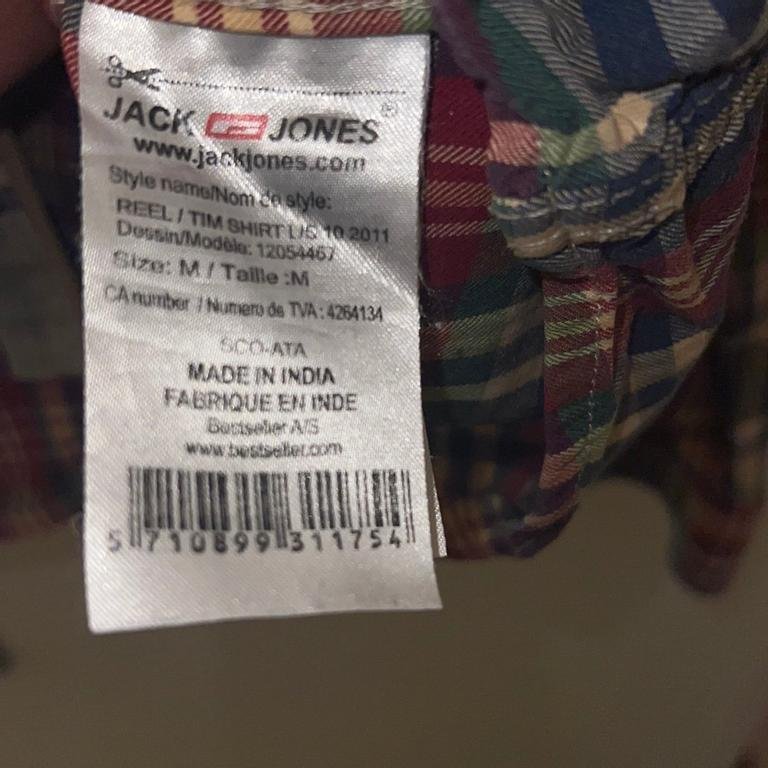 JACK JONES®
www.jackjones.com
Style name/Nom de style:
REEL / TIM SHIRT L/S 10 2011
Dessin/Modèle: 12054467
Size: M / Taille :M
CA number / Numero de TVA : 4264134
SCO-ATA
MADE IN INDIA
FABRIQUE EN INDE
Bestseller A/S
www.bestseller.com
5 710899 311754